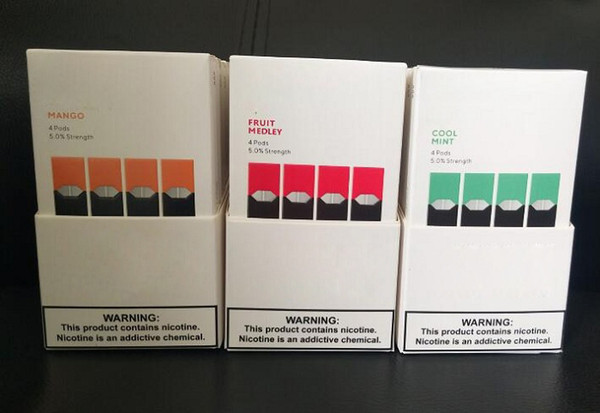 MANGO
4 Pods
5.0% Strength
WARNING:
This product contains nicotine.
Nicotine is an addictive chemical.
FRUIT
MEDLEY
4 Pods
5.0% Strength
WARNING:
This product contains nicotine.
Nicotine is an addictive chemical.
COOL
MINT
4 Pods
5.0% Strength
WARNING:
This product contains nicotine.
Nicotine is an addictive chemical.